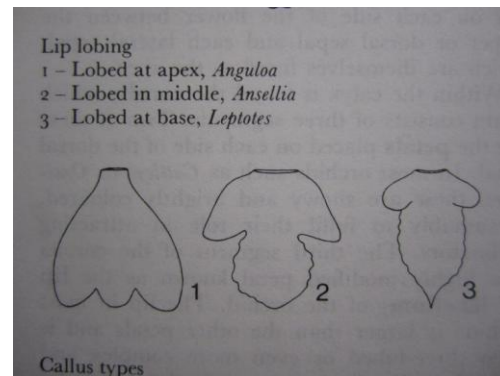 Lip lobing
1 – Lobed at apex, Anguloa
2 – Lobed in middle, Ansellia
3 – Lobed at base, Leptotes
1
2
3
Callus types